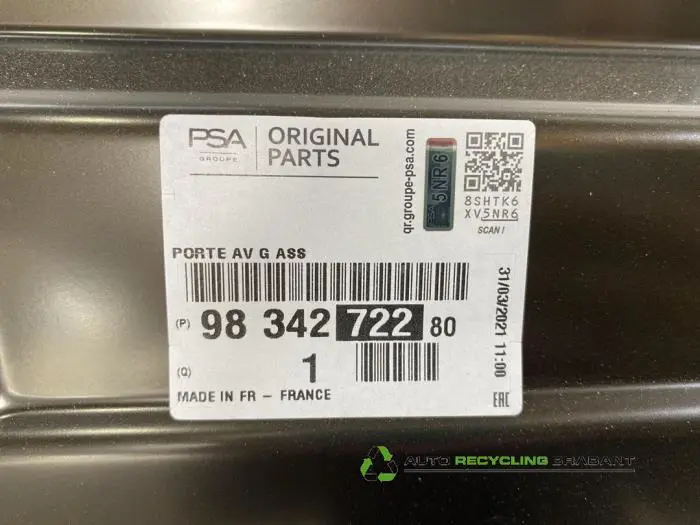 PSA
GROUPE
ORIGINAL
PARTS
qr.groupe-psa.com
PSA
5NR6
8SHTK6
XV5NR6
SCAN!
PORTE AV G ASS
(P) 98 342 722 80
31/03/2021 11:00
(Q) 1
MADE IN FR - FRANCE
EAC
AUTO RECYCLING BRABANT